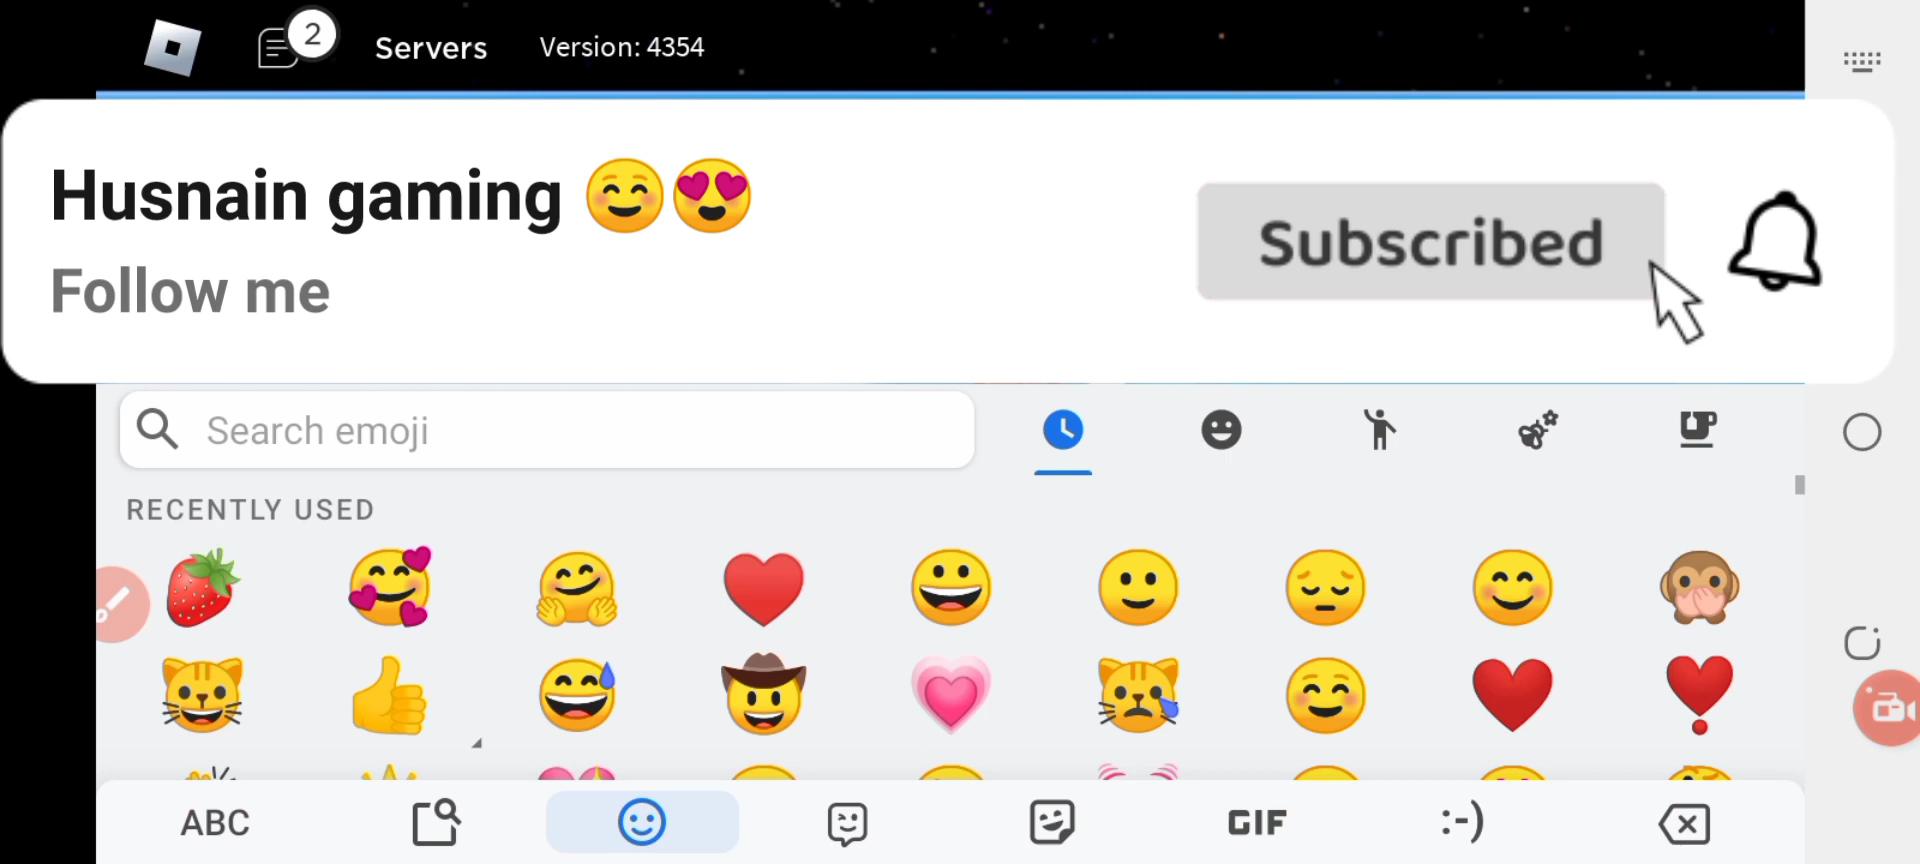 2
Servers
Version: 4354
Husnain gaming 😊😍
Follow me
Subscribed
Search emoji
RECENTLY USED
ABC
GIF
:-)